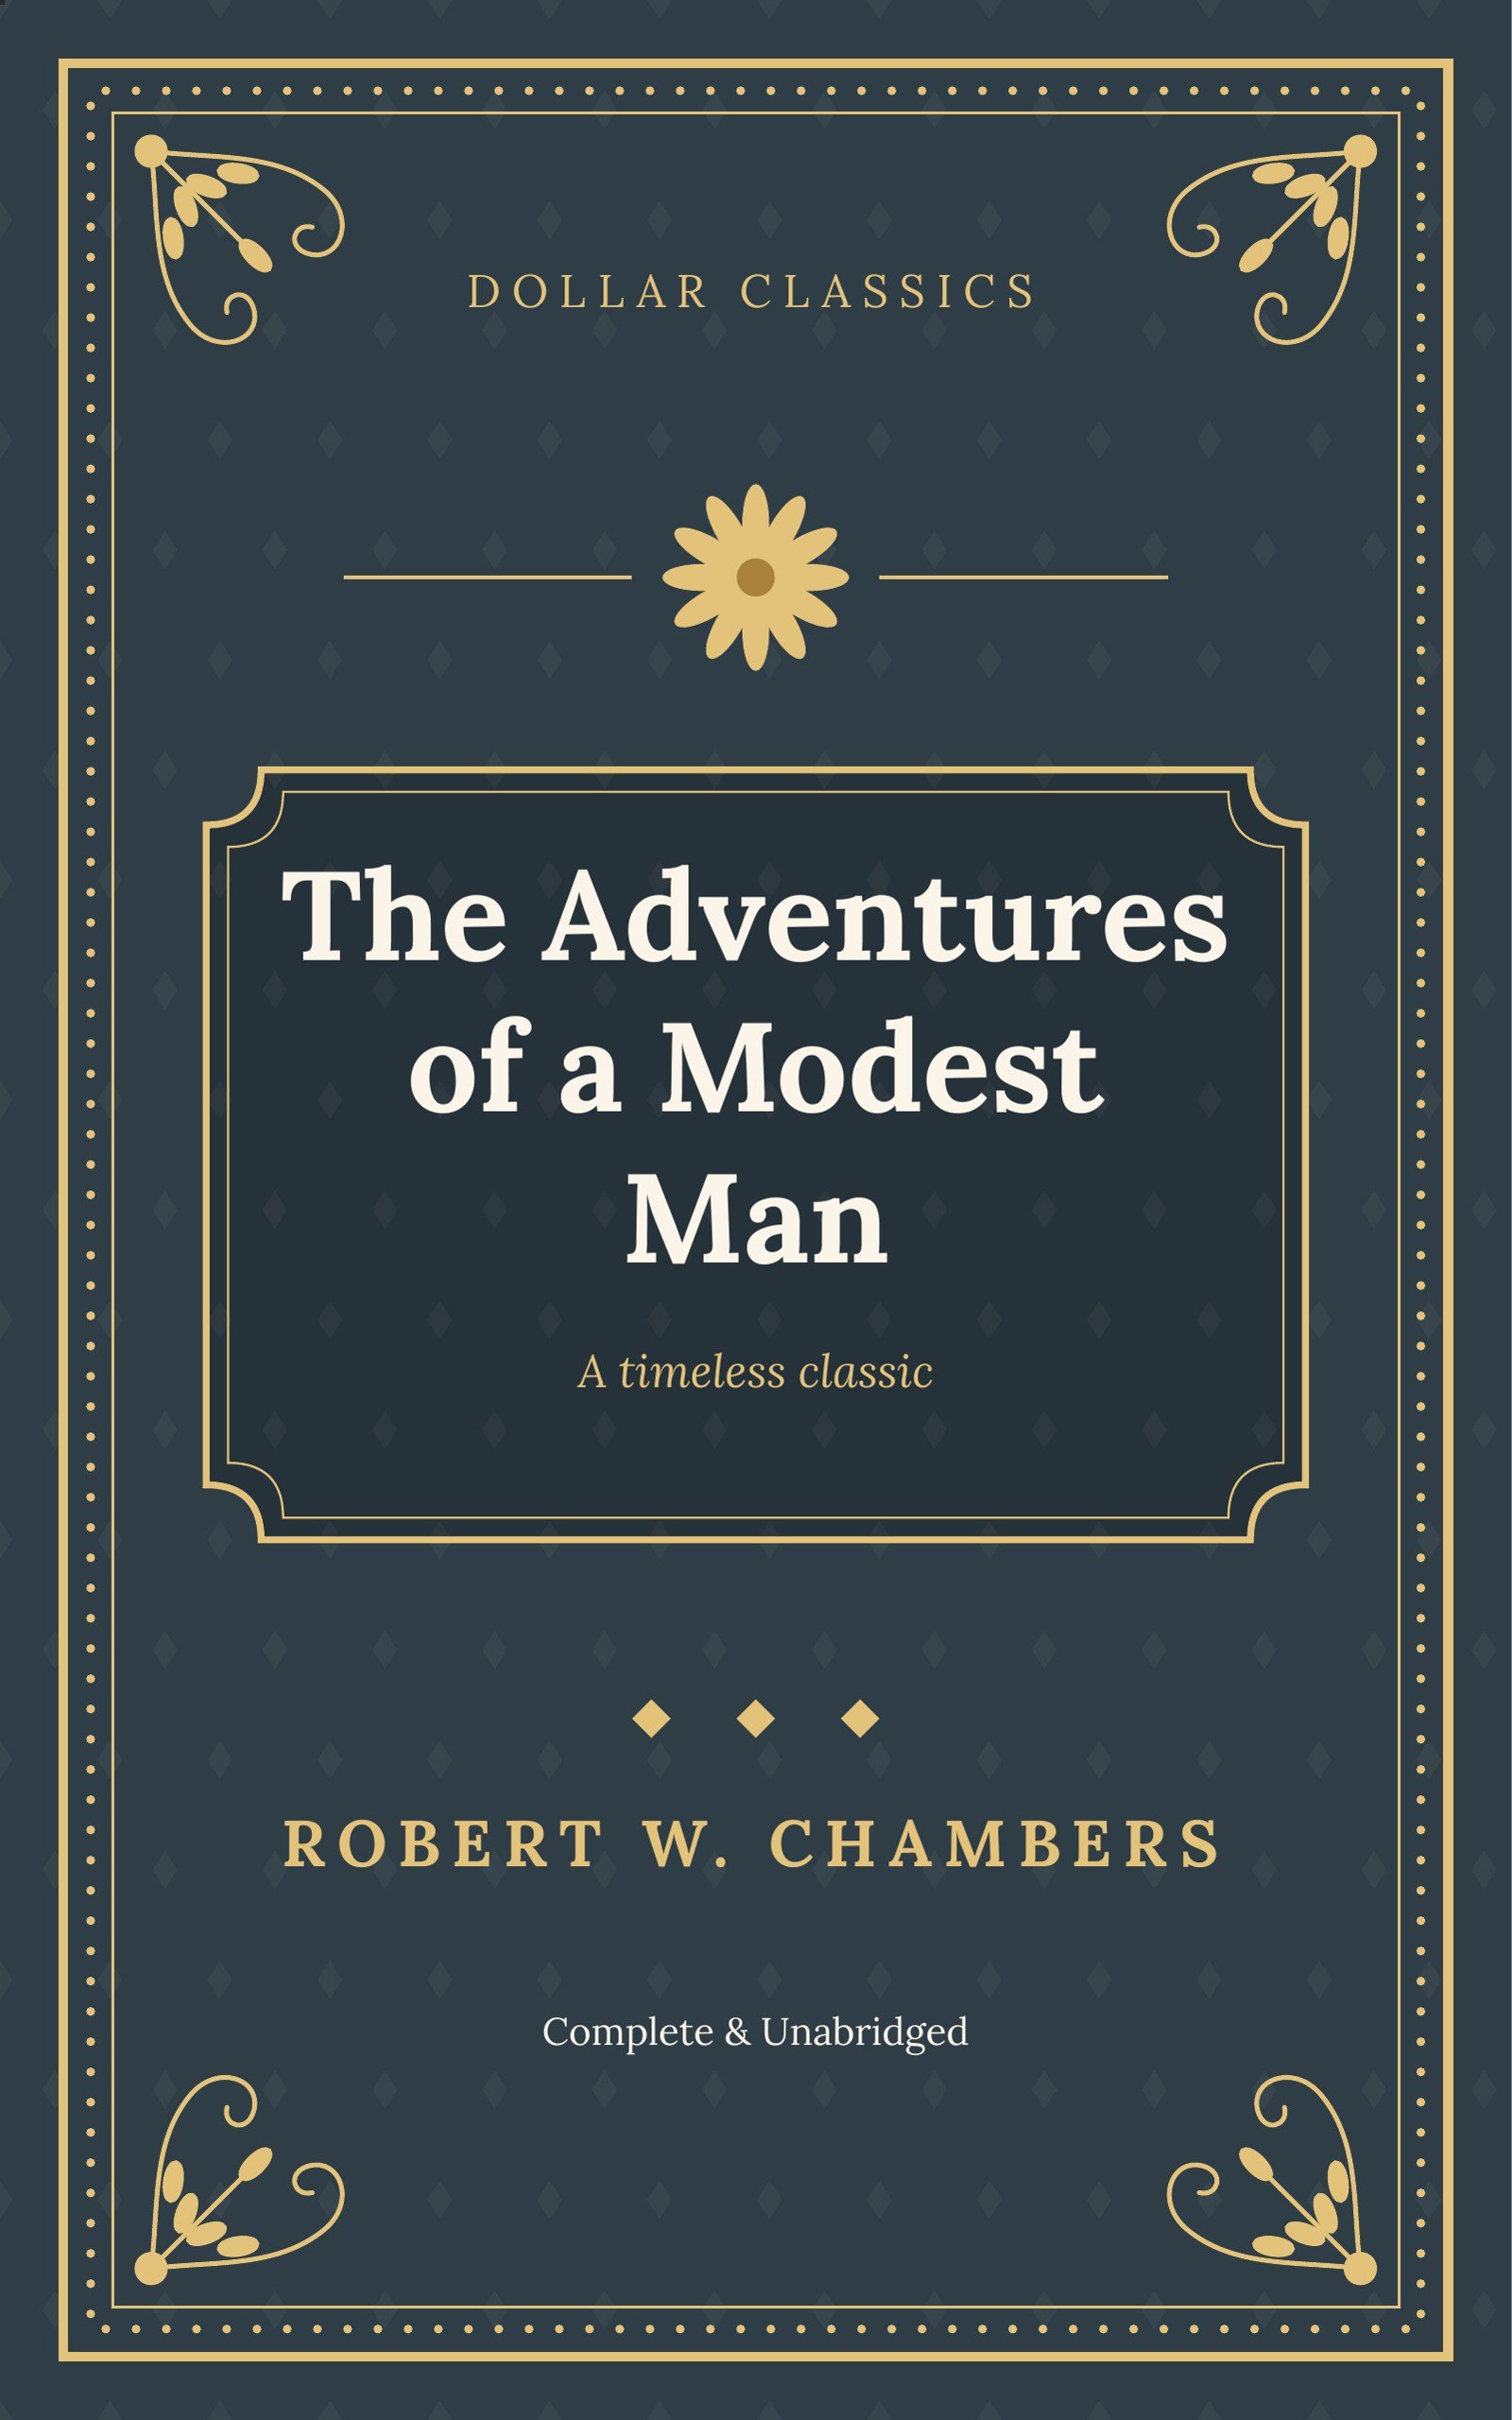 DOLLAR CLASSICS
The Adventures
of a Modest
Man
A timeless classic
ROBERT W. CHAMBERS
Complete & Unabridged